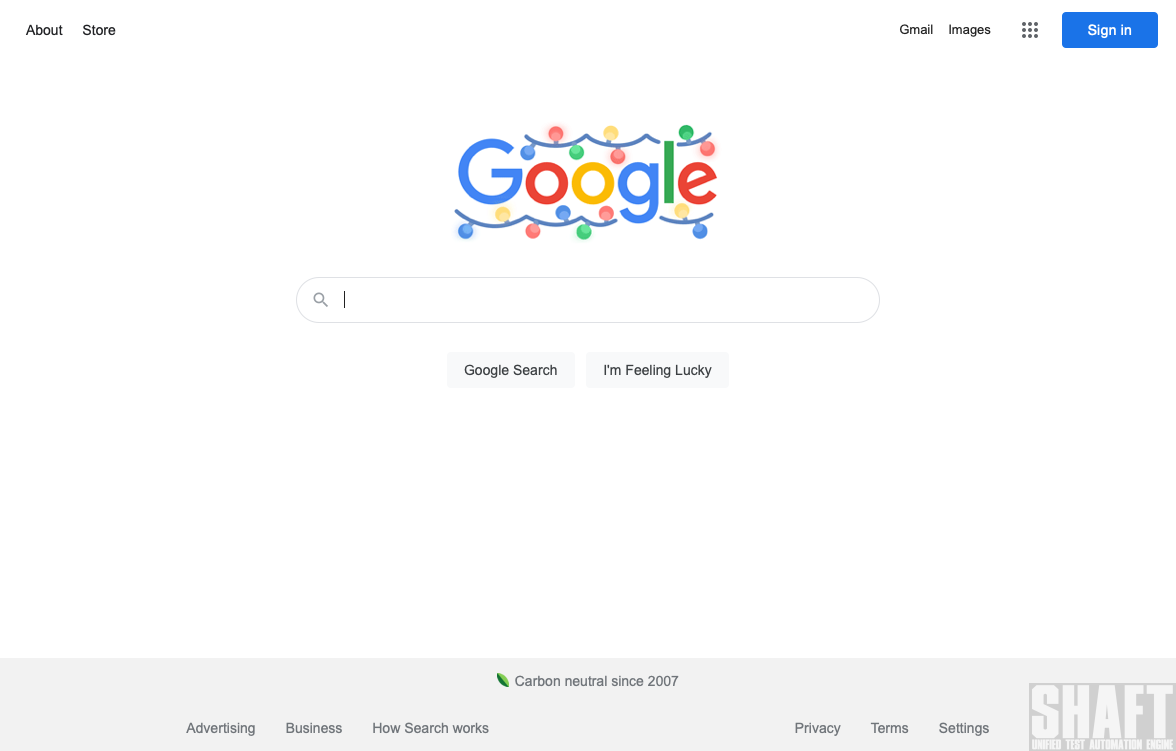 About Store Gmail Images Sign in
Google
Google Search I'm Feeling Lucky
Carbon neutral since 2007
Advertising Business How Search works Privacy Terms Settings
SHAFT
UNIFIED TEST AUTOMATION ENGINE